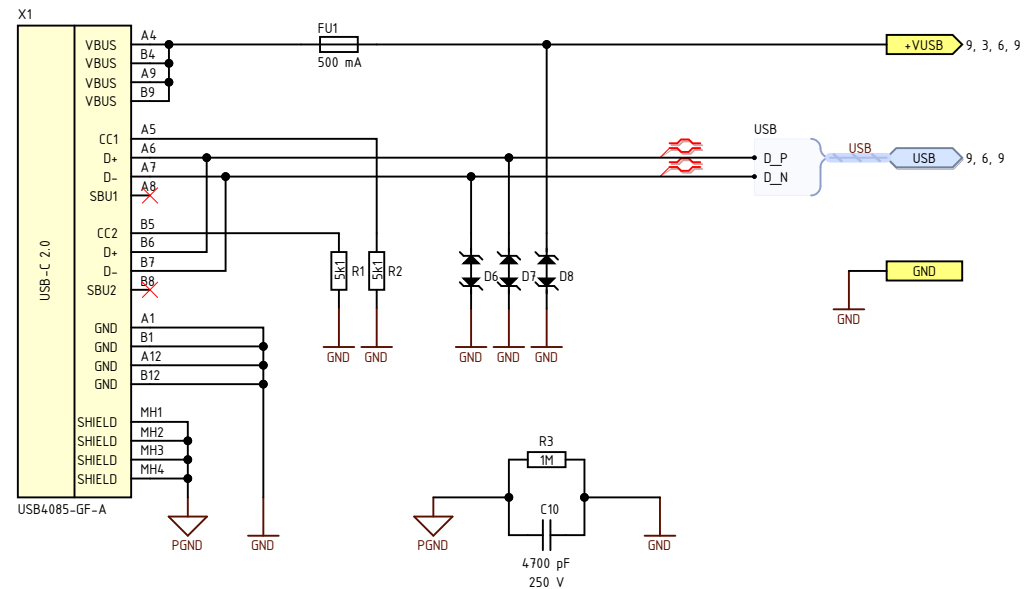 X1
USB-C 2.0
VBUS A4
VBUS B4
VBUS A9
VBUS B9
CC1 A5
D+ A6
D- A7
SBU1 A8
CC2 B5
D+ B6
D- B7
SBU2 B8
GND A1
GND B1
GND A12
GND B12
SHIELD MH1
SHIELD MH2
SHIELD MH3
SHIELD MH4
USB4085-GF-A
PGND
GND
FU1
500 mA
+VUSB 9, 3, 6, 9
USB
D_P
D_N
USB
USB 9, 6, 9
5k1 R1
5k1 R2
D6 D7 D8
GND GND GND GND GND
GND
GND
R3
1M
C10
4700 pF
250 V
PGND
GND